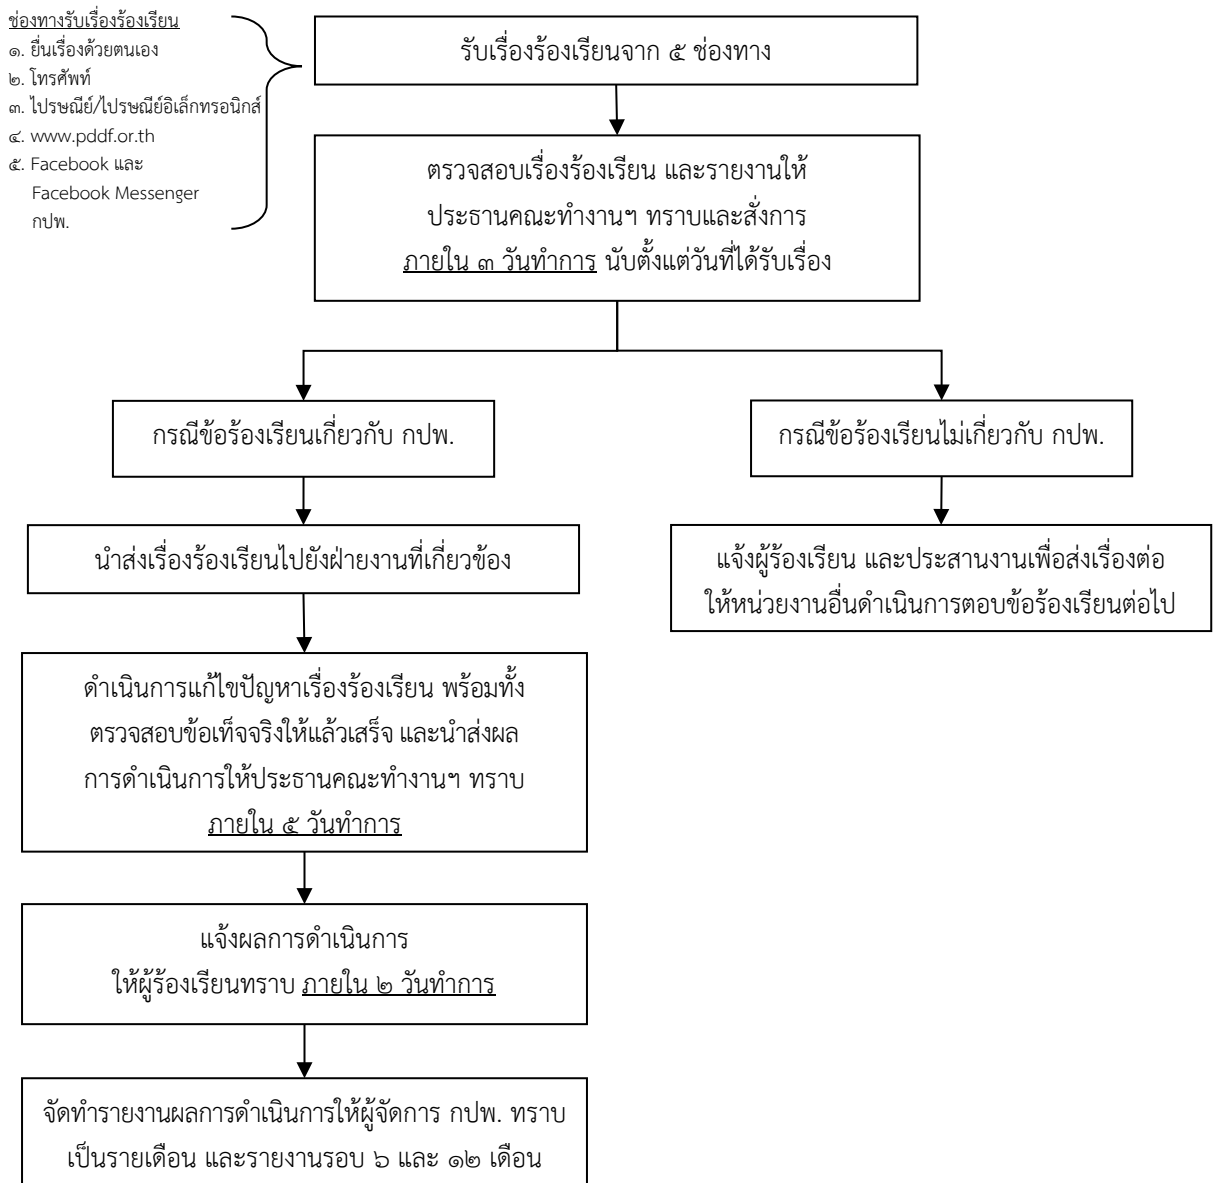 ช่องทางรับเรื่องร้องเรียน
๑. ยื่นเรื่องด้วยตนเอง
๒. โทรศัพท์
๓. ไปรษณีย์/ไปรษณีย์อิเล็กทรอนิกส์
๔. www.pddf.or.th
๕. Facebook และ
Facebook Messenger
กปพ.
รับเรื่องร้องเรียนจาก ๕ ช่องทาง
ตรวจสอบเรื่องร้องเรียน และรายงานให้
ประธานคณะทำงานฯ ทราบและสั่งการ
ภายใน ๓ วันทำการ นับตั้งแต่วันที่ได้รับเรื่อง
กรณีข้อร้องเรียนเกี่ยวกับ กปพ.
นำส่งเรื่องร้องเรียนไปยังฝ่ายงานที่เกี่ยวข้อง
ดำเนินการแก้ไขปัญหาเรื่องร้องเรียน พร้อมทั้ง
ตรวจสอบข้อเท็จจริงให้แล้วเสร็จ และนำส่งผล
การดำเนินการให้ประธานคณะทำงานฯ ทราบ
ภายใน ๕ วันทำการ
แจ้งผลการดำเนินการ
ให้ผู้ร้องเรียนทราบ ภายใน ๒ วันทำการ
จัดทำรายงานผลการดำเนินการให้ผู้จัดการ กปพ. ทราบ
เป็นรายเดือน และรายงานรอบ ๖ และ ๑๒ เดือน
กรณีข้อร้องเรียนไม่เกี่ยวกับ กปพ.
แจ้งผู้ร้องเรียน และประสานงานเพื่อส่งเรื่องต่อ
ให้หน่วยงานอื่นดำเนินการตอบข้อร้องเรียนต่อไป